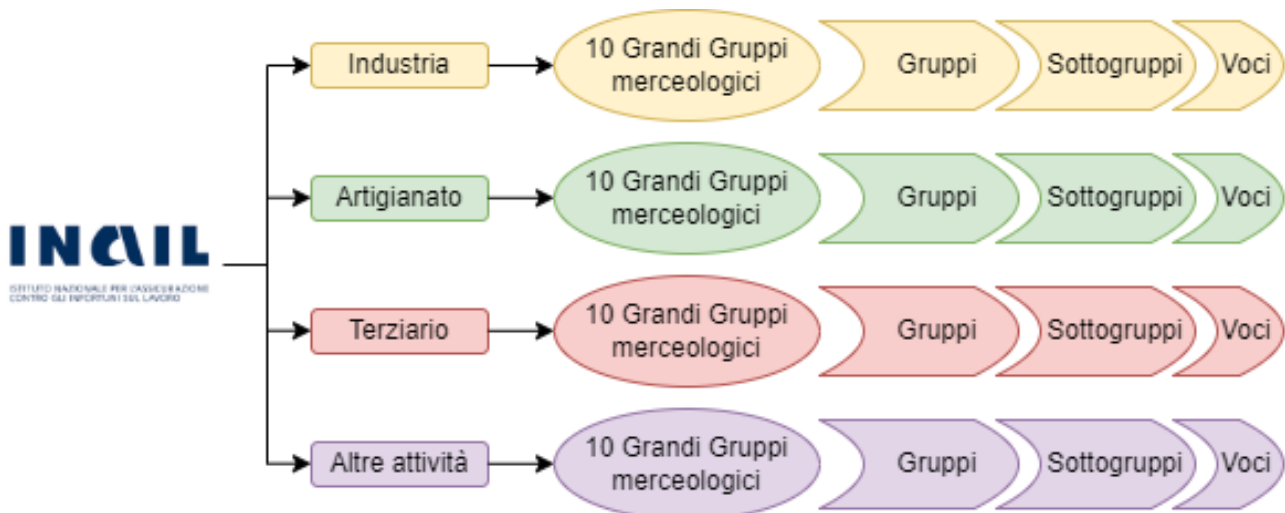 Industria
10 Grandi Gruppi
merceologici
Gruppi
Sottogruppi
Voci
Artigianato
10 Grandi Gruppi
merceologici
Gruppi
Sottogruppi
Voci
INAIL
ISTITUTO NAZIONALE PER L'ASSICURAZIONE
CONTRO GLI INFORTUNI SUL LAVORO
Terziario
10 Grandi Gruppi
merceologici
Gruppi
Sottogruppi
Voci
Altre attività
10 Grandi Gruppi
merceologici
Gruppi
Sottogruppi
Voci